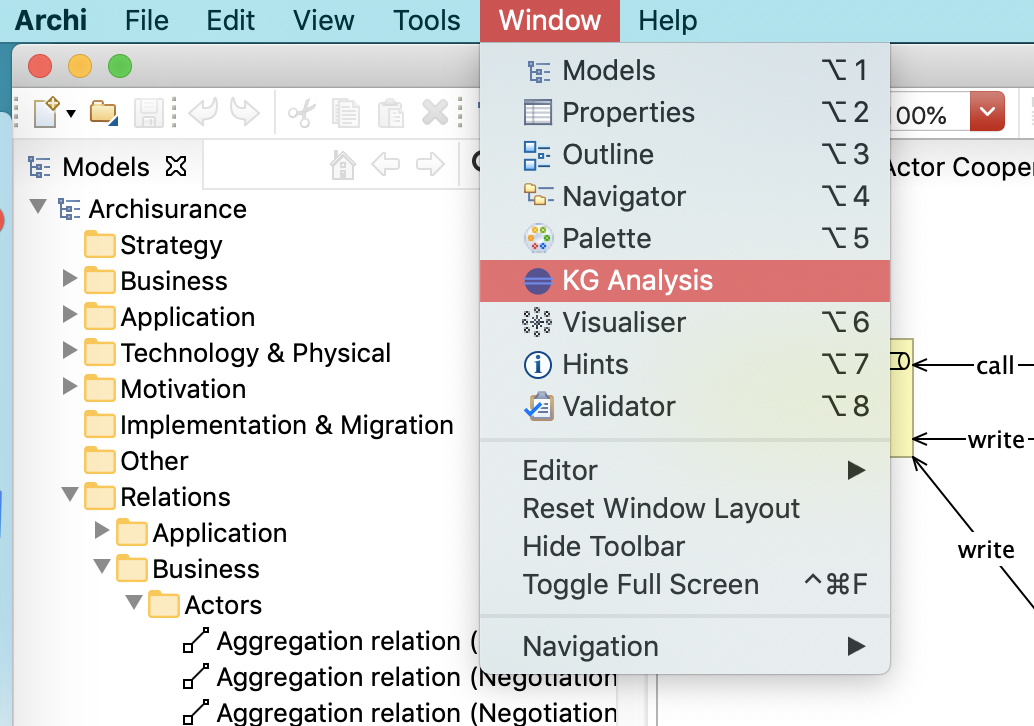 Archi File Edit View Tools Window Help
Models ⌥1
Properties ⌥2
00%
Models
Outline ⌥3
Actor Cooper
Archisurance
Navigator ⌥4
Strategy
Palette ⌥5
Business
KG Analysis
Application
Visualiser ⌥6
Technology & Physical
Hints ⌥7
call
Motivation
Validator ⌥8
Implementation & Migration
write
Other
Editor
Relations
Reset Window Layout
Application
Hide Toolbar
write
Business
Toggle Full Screen ^⌘F
Actors
Aggregation relation (
Navigation
Aggregation relation (Negotiation
Aggregation relation (Negotiation